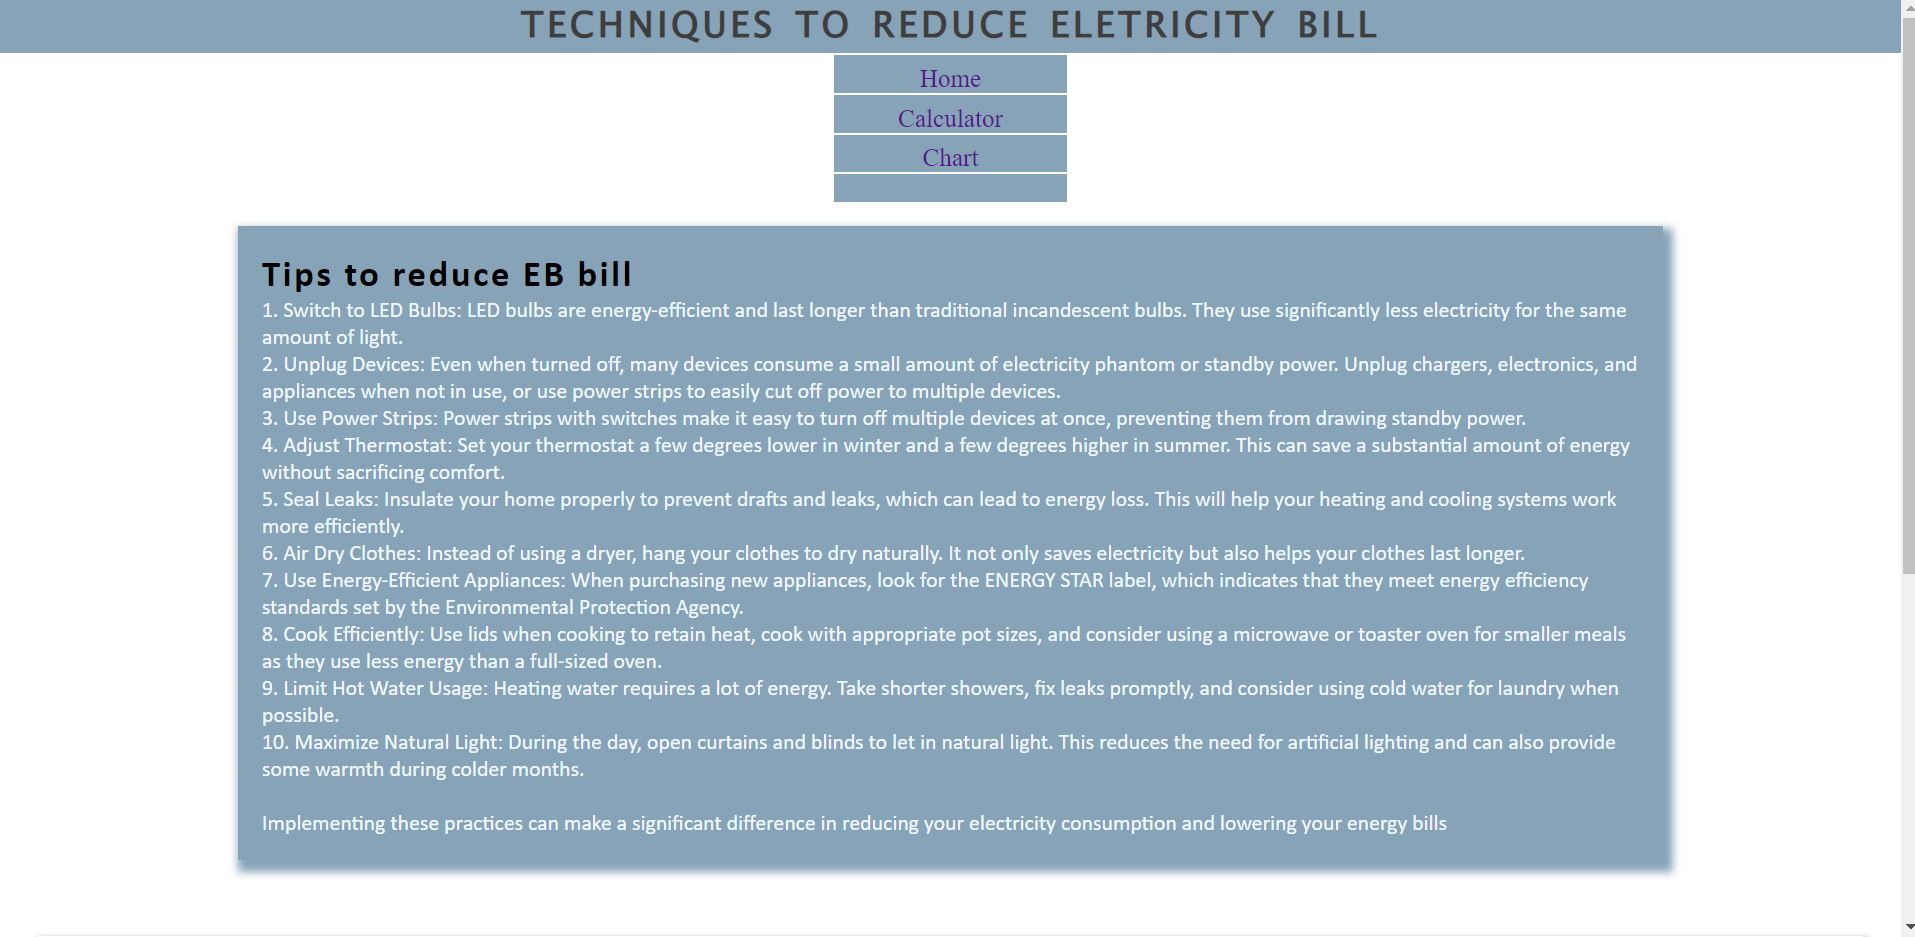 TECHNIQUES TO REDUCE ELETRICITY BILL
Home
Calculator
Chart
Tips to reduce EB bill
1. Switch to LED Bulbs: LED bulbs are energy-efficient and last longer than traditional incandescent bulbs. They use significantly less electricity for the same
amount of light.
2. Unplug Devices: Even when turned off, many devices consume a small amount of electricity phantom or standby power. Unplug chargers, electronics, and
appliances when not in use, or use power strips to easily cut off power to multiple devices.
3. Use Power Strips: Power strips with switches make it easy to turn off multiple devices at once, preventing them from drawing standby power.
4. Adjust Thermostat: Set your thermostat a few degrees lower in winter and a few degrees higher in summer. This can save a substantial amount of energy
without sacrificing comfort.
5. Seal Leaks: Insulate your home properly to prevent drafts and leaks, which can lead to energy loss. This will help your heating and cooling systems work
more efficiently.
6. Air Dry Clothes: Instead of using a dryer, hang your clothes to dry naturally. It not only saves electricity but also helps your clothes last longer.
7. Use Energy-Efficient Appliances: When purchasing new appliances, look for the ENERGY STAR label, which indicates that they meet energy efficiency
standards set by the Environmental Protection Agency.
8. Cook Efficiently: Use lids when cooking to retain heat, cook with appropriate pot sizes, and consider using a microwave or toaster oven for smaller meals
as they use less energy than a full-sized oven.
9. Limit Hot Water Usage: Heating water requires a lot of energy. Take shorter showers, fix leaks promptly, and consider using cold water for laundry when
possible.
10. Maximize Natural Light: During the day, open curtains and blinds to let in natural light. This reduces the need for artificial lighting and can also provide
some warmth during colder months.
Implementing these practices can make a significant difference in reducing your electricity consumption and lowering your energy bills